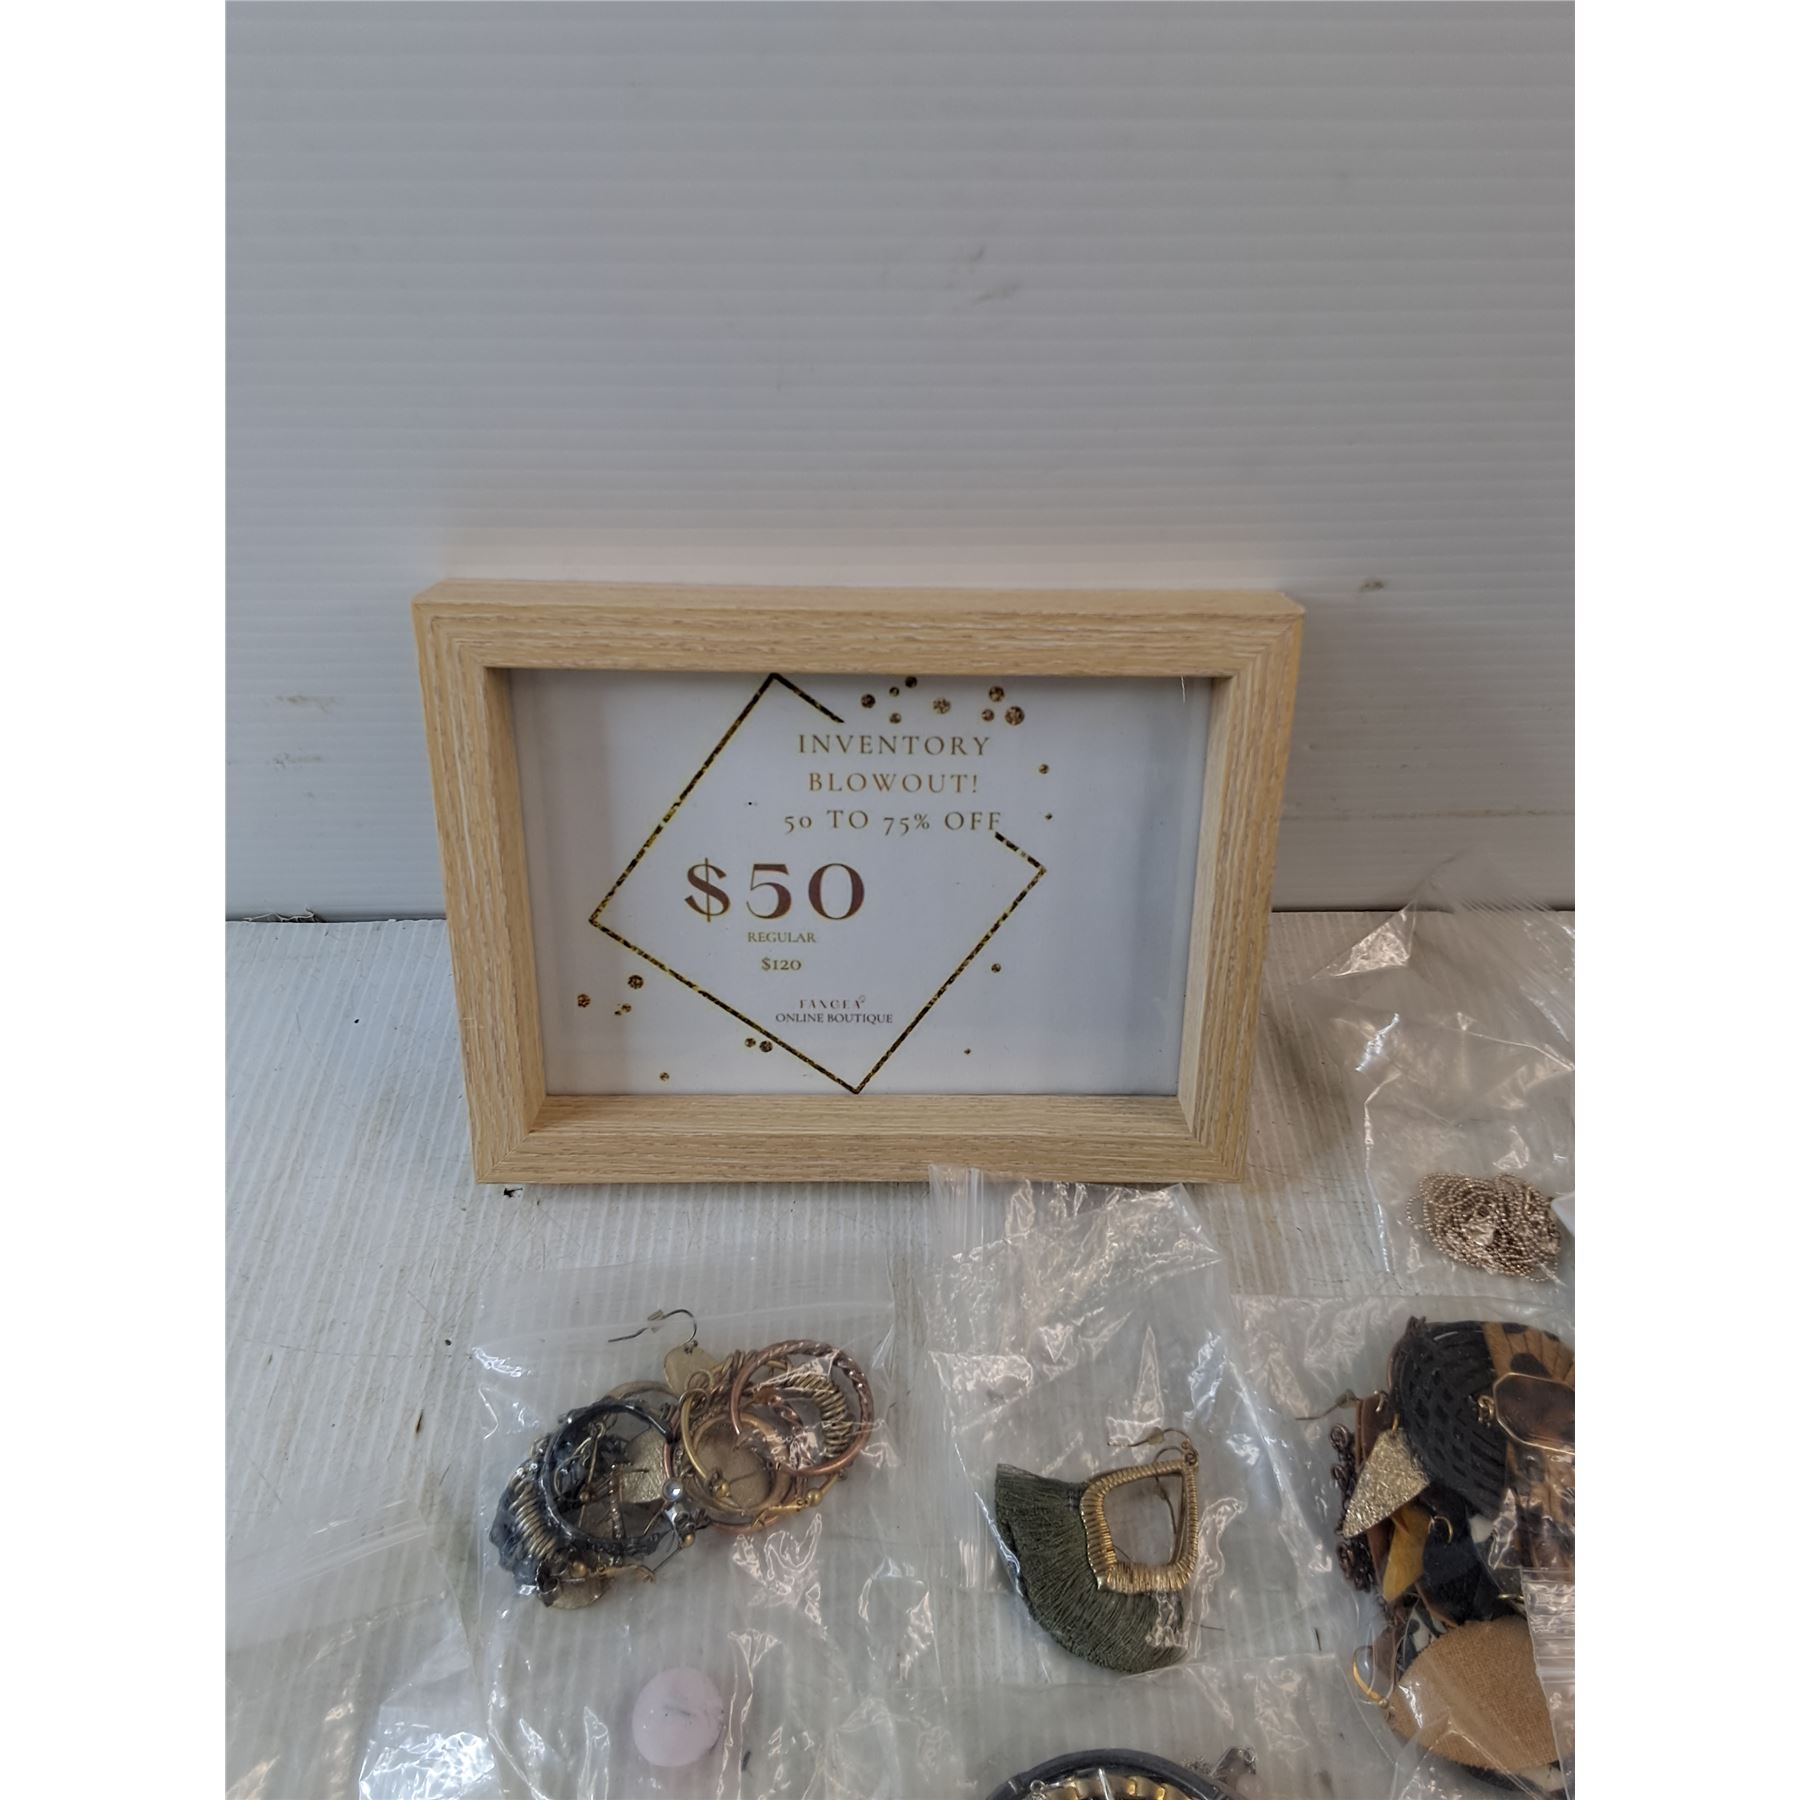 INVENTORY
BLOWOUT!
50 TO 75% OFF
$50
REGULAR
$120
ONLINE BOUTIQUE